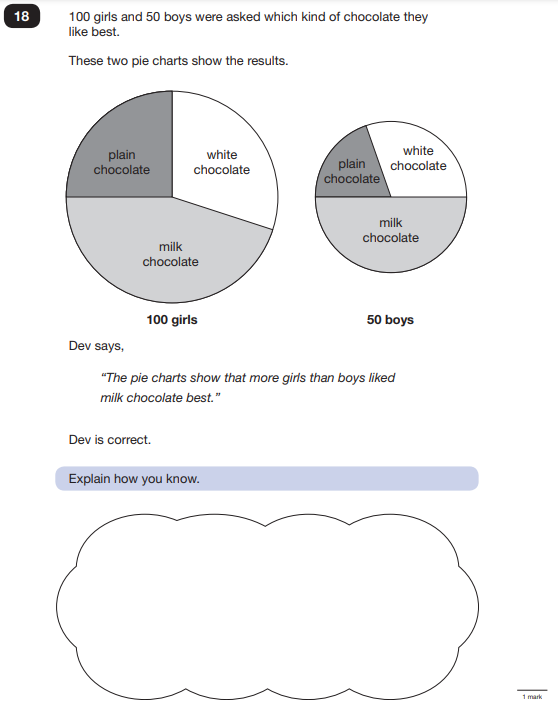 18
100 girls and 50 boys were asked which kind of chocolate they
like best.
These two pie charts show the results.
plain
chocolate
white
chocolate
milk
chocolate
100 girls
plain
chocolate
white
chocolate
milk
chocolate
50 boys
Dev says,
“The pie charts show that more girls than boys liked
milk chocolate best.”
Dev is correct.
Explain how you know.
1 mark